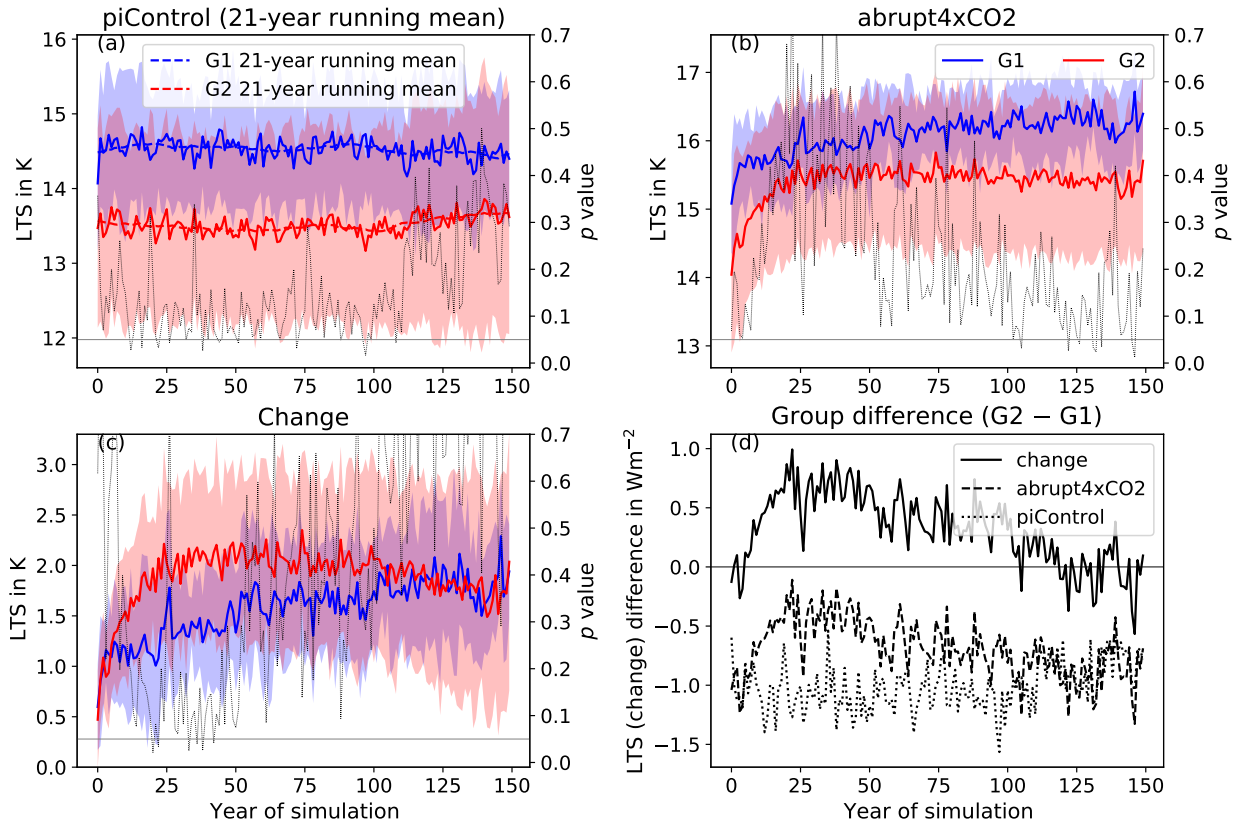 piControl (21-year running mean)
(a)
G1 21-year running mean
G2 21-year running mean
LTS in K
16
15
14
13
12
p value
0.7
0.6
0.5
0.4
0.3
0.2
0.1
0.0
0 25 50 75 100 125 150
abrupt4xCO2
(b)
G1 G2
LTS in K
17
16
15
14
13
p value
0.7
0.6
0.5
0.4
0.3
0.2
0.1
0.0
0 25 50 75 100 125 150
Change
(c)
LTS in K
3.0
2.5
2.0
1.5
1.0
0.5
0.0
p value
0.7
0.6
0.5
0.4
0.3
0.2
0.1
0.0
0 25 50 75 100 125 150
Year of simulation
Group difference (G2 − G1)
(d)
change
abrupt4xCO2
piControl
LTS (change) difference in Wm⁻²
1.0
0.5
0.0
−0.5
−1.0
−1.5
0 25 50 75 100 125 150
Year of simulation